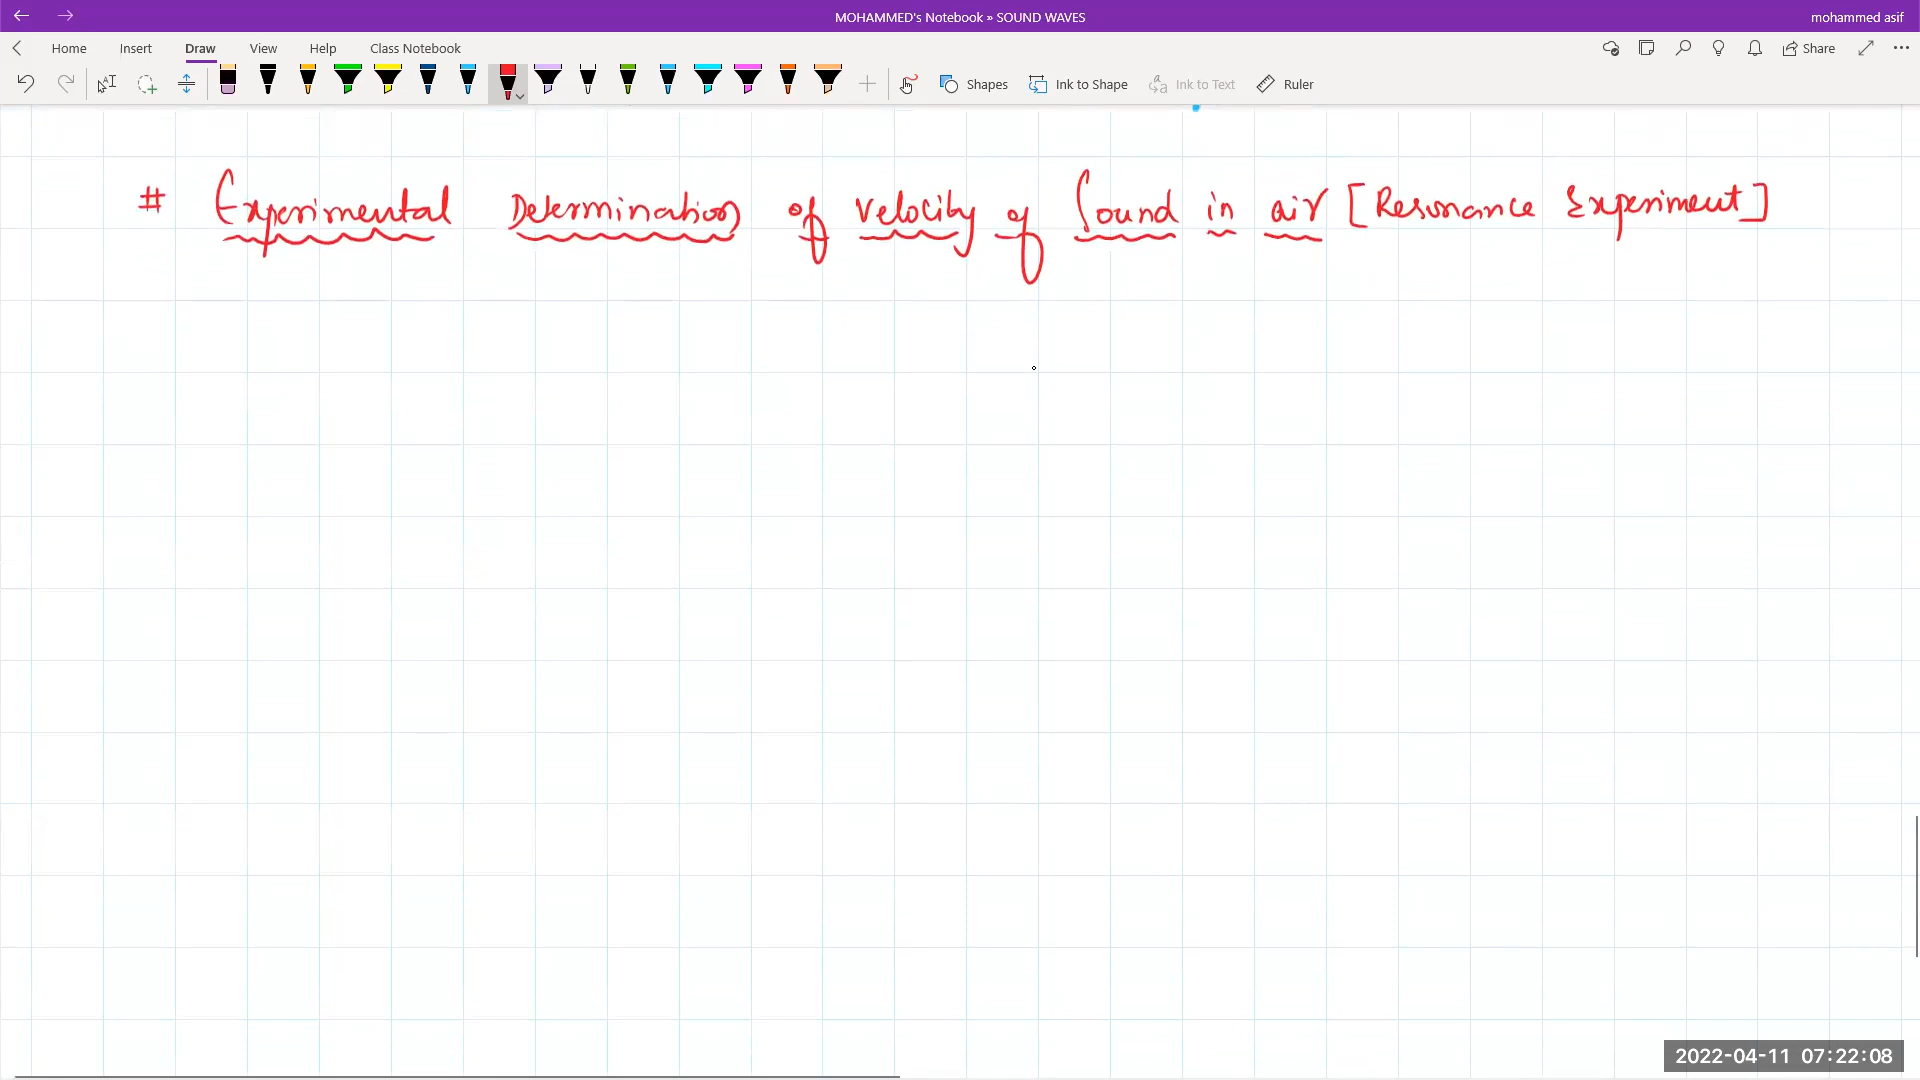 MOHAMMED's Notebook » SOUND WAVES
mohammed asif
Home Insert Draw View Help Class Notebook
Share
Shapes Ink to Shape Ink to Text Ruler
# Experimental Determination of velocity of Sound in air [Resonance Experiment]
2022-04-11 07:22:08